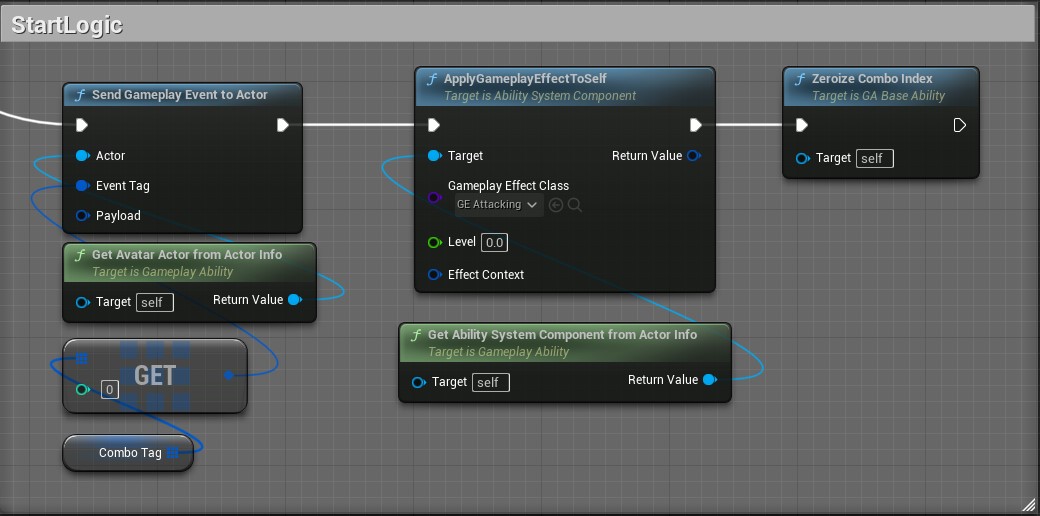 StartLogic
f Send Gameplay Event to Actor
Actor
Event Tag
Payload
f Get Avatar Actor from Actor Info
Target is Gameplay Ability
Target self Return Value
GET
0
Combo Tag
f ApplyGameplayEffectToSelf
Target is Ability System Component
Target Return Value
Gameplay Effect Class
GE Attacking
Level 0.0
Effect Context
f Get Ability System Component from Actor Info
Target is Gameplay Ability
Target self Return Value
f Zeroize Combo Index
Target is GA Base Ability
Target self